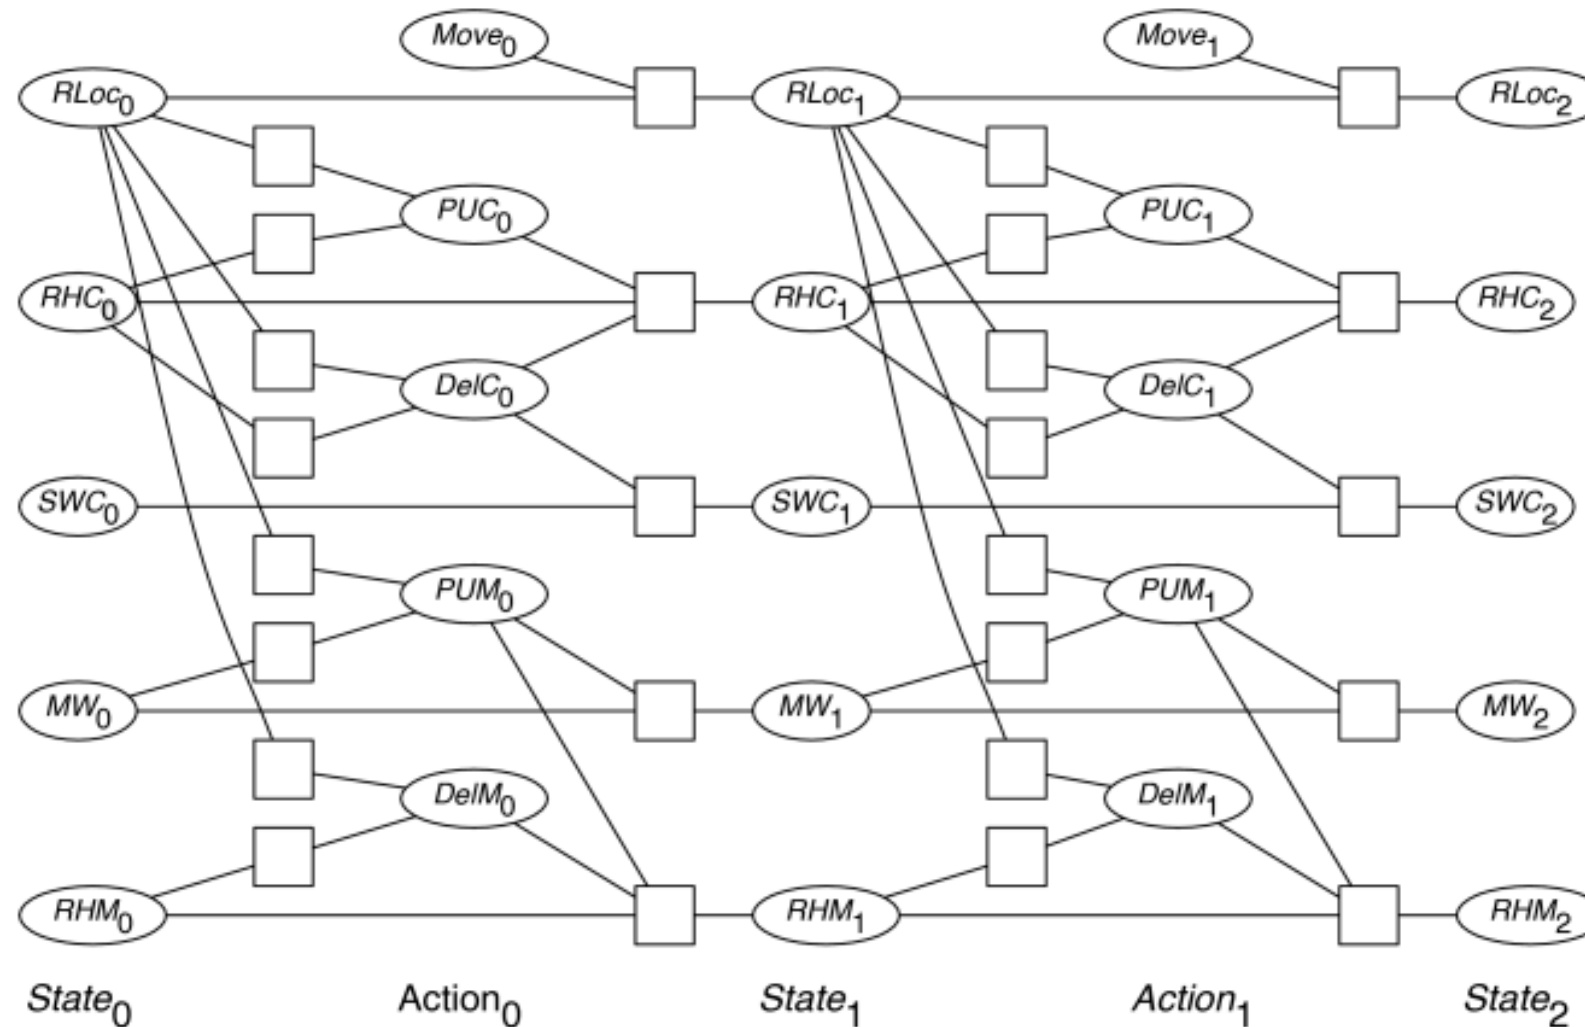 Move₀ Move₁
RLoc₀ RLoc₁ RLoc₂
PUC₀ PUC₁
RHC₀ RHC₁ RHC₂
DelC₀ DelC₁
SWC₀ SWC₁ SWC₂
PUM₀ PUM₁
MW₀ MW₁ MW₂
DelM₀ DelM₁
RHM₀ RHM₁ RHM₂
State₀ Action₀ State₁ Action₁ State₂